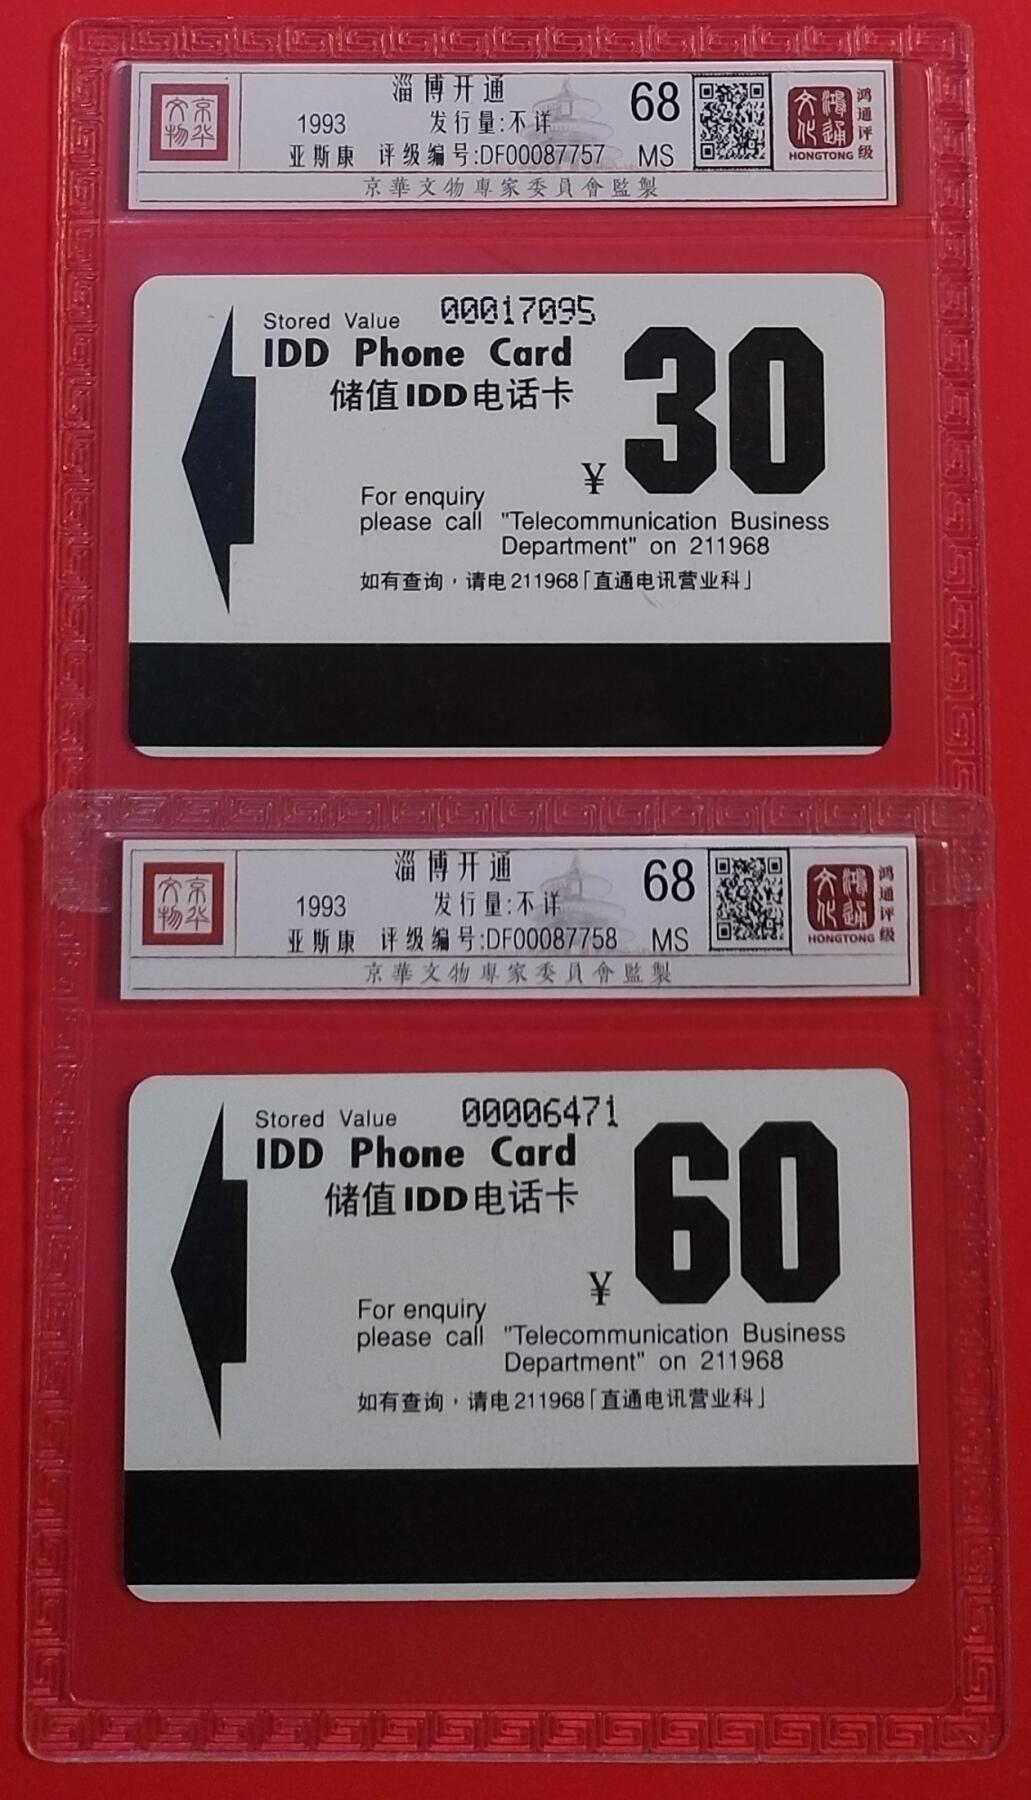 淄博开通
1993 发行量:不详 68
亚斯康 评级编号:DF00087757 MS
京華文物專家委員會監製
京华文物
鸿通文化
HONGTONG
鸿通评级
Stored Value 00017095
IDD Phone Card
储值IDD电话卡
¥ 30
For enquiry
please call "Telecommunication Business
Department" on 211968
如有查询，请电211968「直通电讯营业科」
淄博开通
1993 发行量:不详 68
亚斯康 评级编号:DF00087758 MS
京華文物專家委員會監製
京华文物
鸿通文化
HONGTONG
鸿通评级
Stored Value 00006471
IDD Phone Card
储值IDD电话卡
¥ 60
For enquiry
please call "Telecommunication Business
Department" on 211968
如有查询，请电211968「直通电讯营业科」